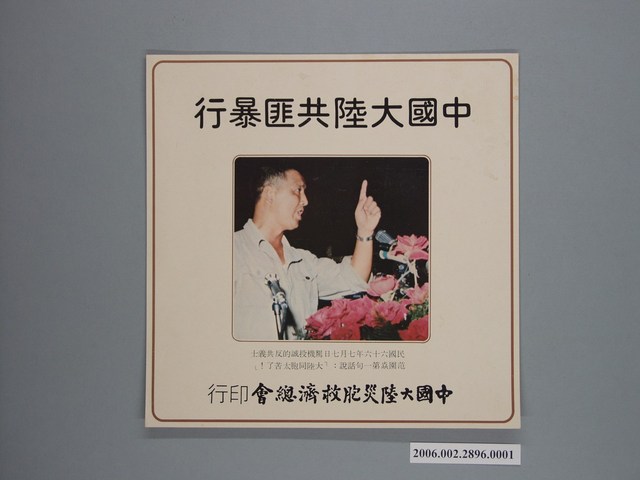 中國大陸共匪暴行
民國六十六年七月七日駕機投誠的反共義士
范園焱第一句話說：「大陸同胞太苦了！」
中國大陸災胞救濟總會印行
2006.002.2896.0001